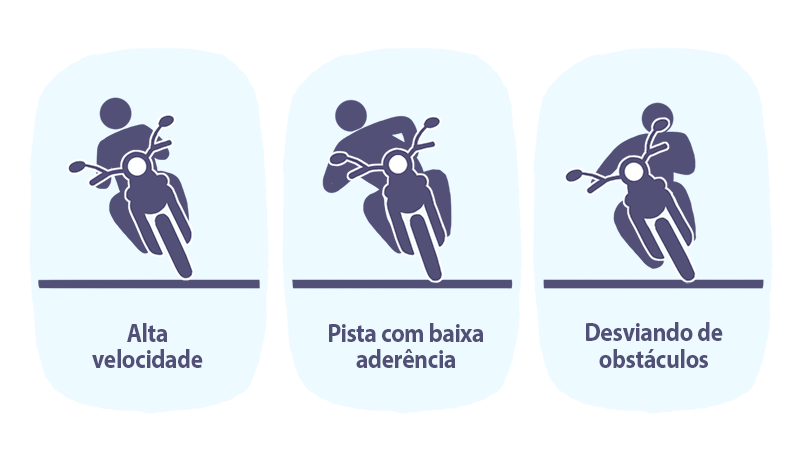 Alta
velocidade
Pista com baixa
aderência
Desviando de
obstáculos